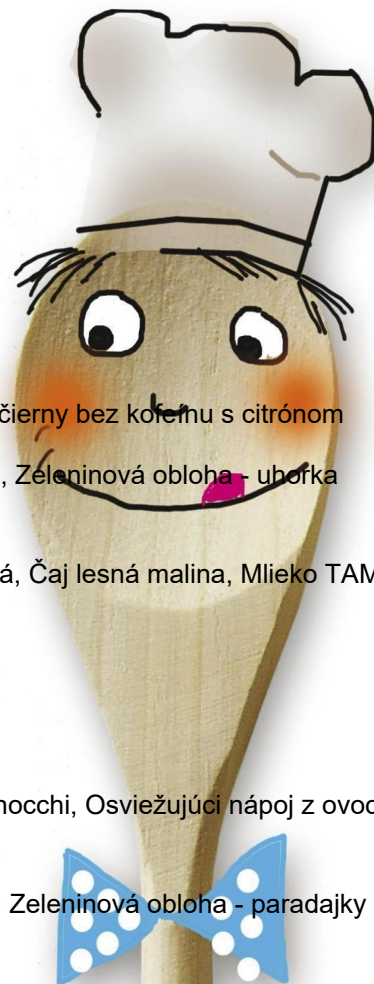 čierny bez kofeínu s citrónom
, Zeleninová obloha - uhorka
á, Čaj lesná malina, Mlieko TAM
nocchi, Osviežujúci nápoj z ovoc
Zeleninová obloha - paradajky